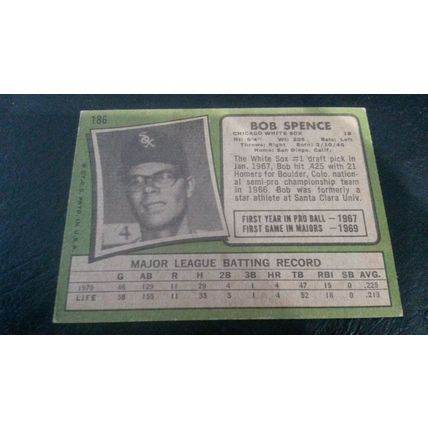 186
BOB SPENCE
CHICAGO WHITE SOX 1B
Ht: 6'4" Wt: 205 Bats: Left
Throws: Right Born: 2/10/46
Home: San Diego, Calif.
The White Sox #1 draft pick in
Jan. 1967, Bob hit .425 with 21
Homers for Boulder, Colo. national
semi-pro championship team
in 1966. Bob was formerly a
star athlete at Santa Clara Univ.
FIRST YEAR IN PRO BALL – 1967
FIRST GAME IN MAJORS – 1969
SOX
4
© T.C.G. PRTD. IN U.S.A.
MAJOR LEAGUE BATTING RECORD
G AB R H 2B 3B HR TB RBI SB AVG.
1970 46 129 11 29 4 1 4 47 15 0 .225
LIFE 58 155 11 33 5 1 4 52 18 0 .213